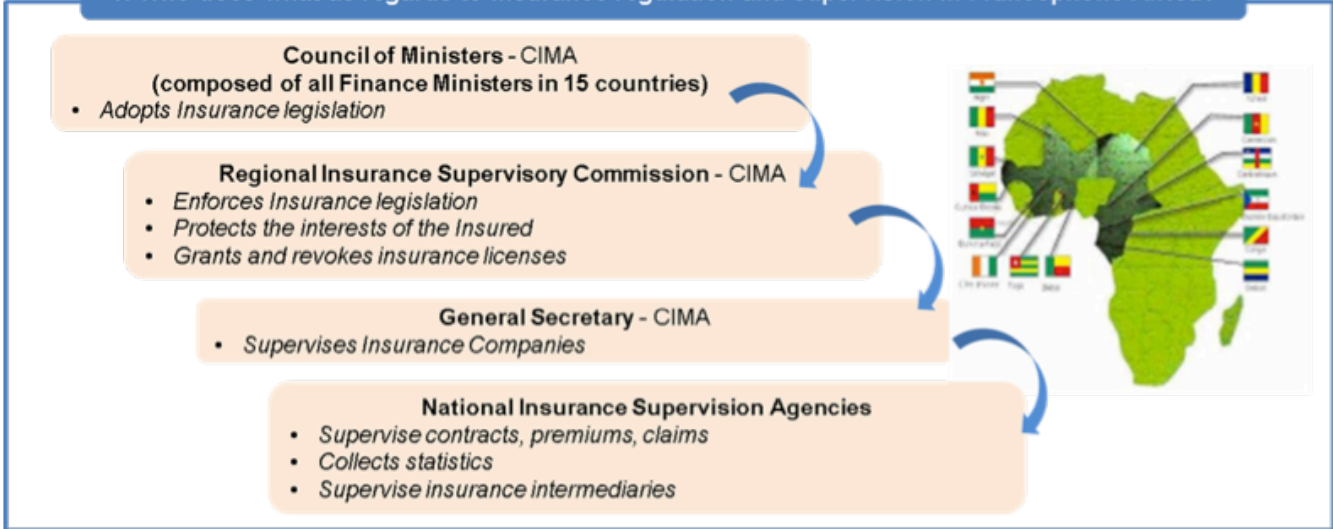 Council of Ministers - CIMA
(composed of all Finance Ministers in 15 countries)
• Adopts Insurance legislation
Regional Insurance Supervisory Commission - CIMA
• Enforces Insurance legislation
• Protects the interests of the Insured
• Grants and revokes insurance licenses
General Secretary - CIMA
• Supervises Insurance Companies
National Insurance Supervision Agencies
• Supervise contracts, premiums, claims
• Collects statistics
• Supervise insurance intermediaries